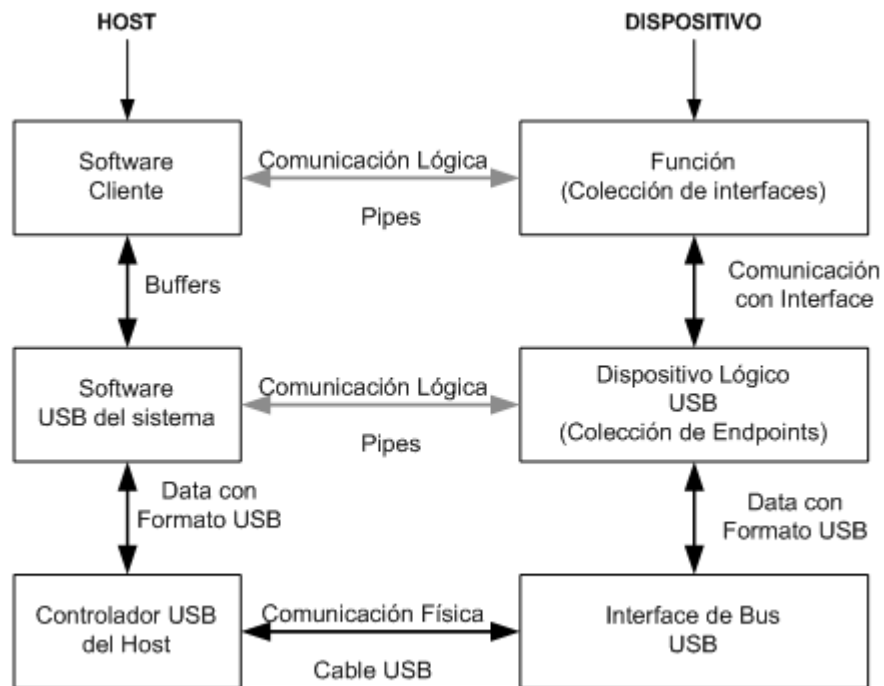 HOST
DISPOSITIVO
Software
Cliente
Comunicación Lógica
Pipes
Función
(Colección de interfaces)
Buffers
Comunicación
con Interface
Software
USB del sistema
Comunicación Lógica
Pipes
Dispositivo Lógico
USB
(Colección de Endpoints)
Data con
Formato USB
Data con
Formato USB
Controlador USB
del Host
Comunicación Física
Cable USB
Interface de Bus
USB